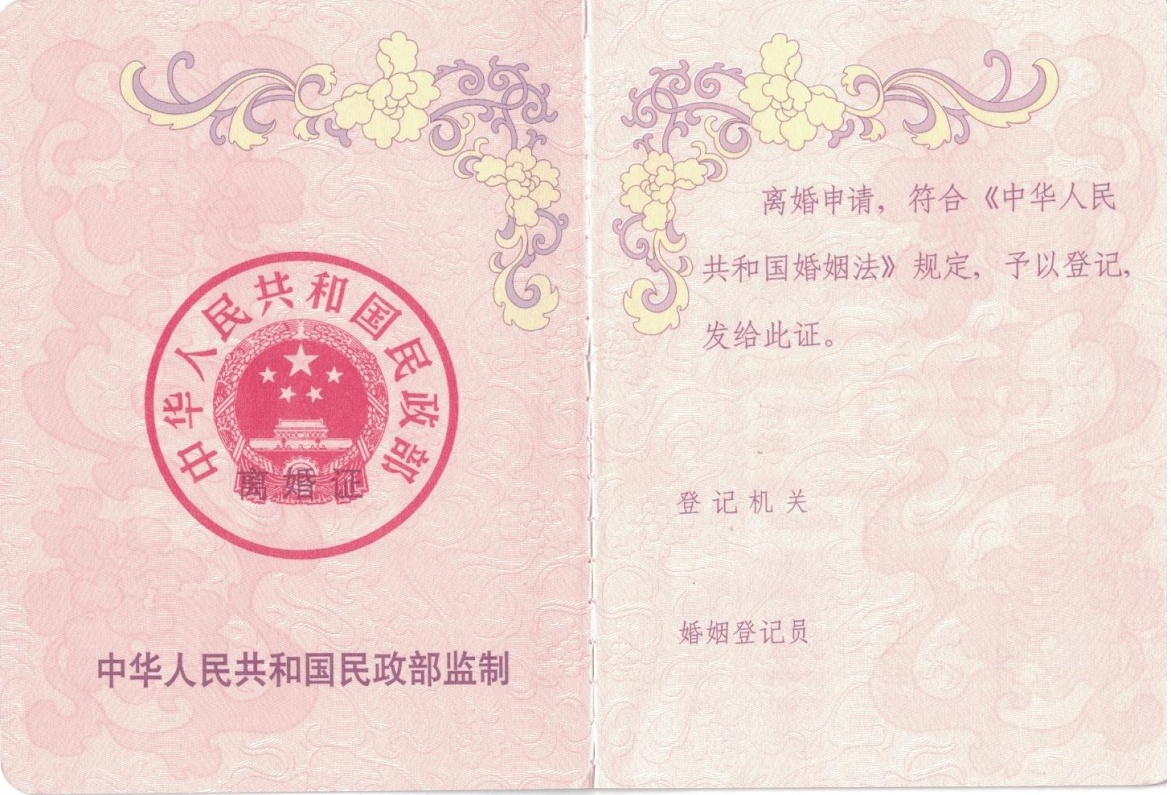 中华人民共和国民政部
离婚证
中华人民共和国民政部监制
离婚申请，符合《中华人民
共和国婚姻法》规定，予以登记，
发给此证。
登记机关
婚姻登记员